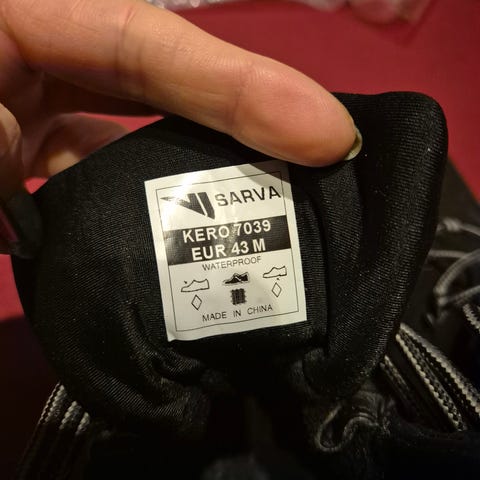 SARVA
KERO 7039
EUR 43 M
WATERPROOF
MADE IN CHINA